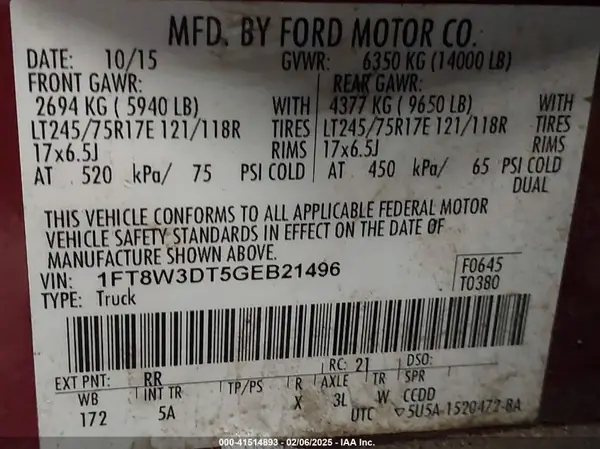 MFD. BY FORD MOTOR CO.
DATE: 10/15 GVWR: 6350 KG (14000 LB)
FRONT GAWR: REAR GAWR:
2694 KG ( 5940 LB) WITH 4377 KG ( 9650 LB) WITH
LT245/75R17E 121/118R TIRES LT245/75R17E 121/118R TIRES
17x6.5J RIMS 17x6.5J RIMS
AT 520 kPa/ 75 PSI COLD AT 450 kPa/ 65 PSI COLD
DUAL
THIS VEHICLE CONFORMS TO ALL APPLICABLE FEDERAL MOTOR
VEHICLE SAFETY STANDARDS IN EFFECT ON THE DATE OF
MANUFACTURE SHOWN ABOVE.
VIN: 1FT8W3DT5GEB21496 F0645
TYPE: Truck T0380
RC: 21 DSO:
EXT PNT: RR
WB INT TR TP/PS R AXLE TR SPR
172 5A X 3L W CCDD
UTC ▽5U5A-1520472-BA
000-41514893 — 02/06/2025 — IAA Inc.